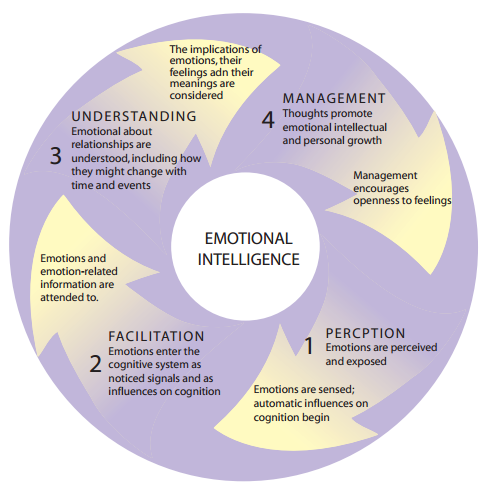 The implications of
emotions, their
feelings adn their
meanings are
considered
4 MANAGEMENT
Thoughts promote
emotional intellectual
and personal growth
3 UNDERSTANDING
Emotional about
relationships are
understood, including how
they might change with
time and events
Management
encourages
openness to feelings
EMOTIONAL
INTELLIGENCE
Emotions and
emotion-related
information are
attended to.
1 PERCPTION
Emotions are perceived
and exposed
2 FACILITATION
Emotions enter the
cognitive system as
noticed signals and as
influences on cognition
Emotions are sensed;
automatic influences on
cognition begin